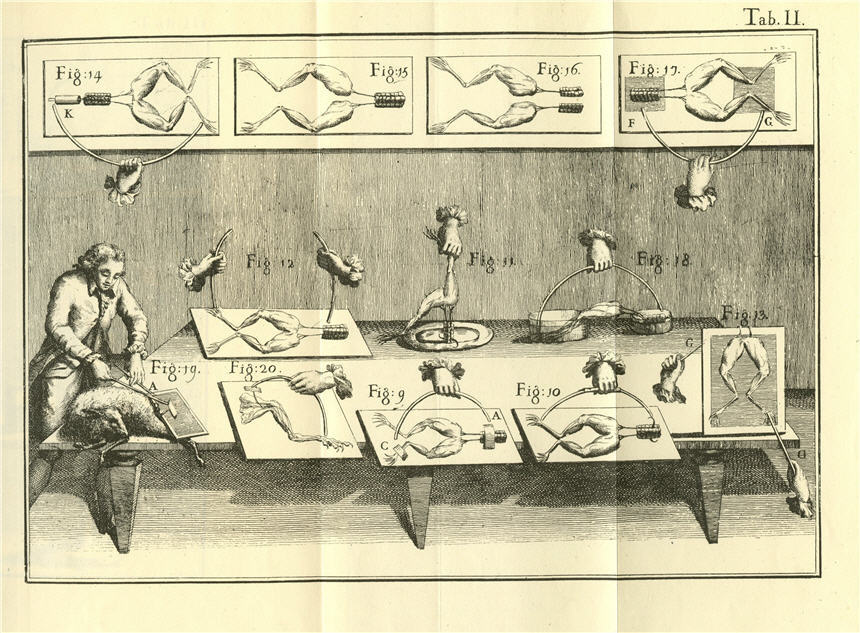 Tab. II.
Fig: 14
K
Fig: 15
Fig: 16.
Fig: 17.
F
G
Fig 12
Fig: 11.
Fig: 18.
Fig: 13.
G
Fig: 19.
A
Fig: 20.
Fig: 9
A
C
Fig: 10